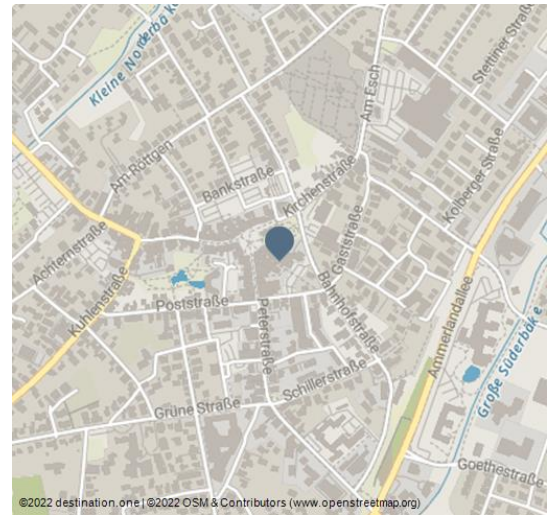 Kleine Norderbäke
Stettiner Straße
Am Esch
Am Röttgen
Bankstraße
Kirchenstraße
Kolberger Straße
Gaststraße
Achternstraße
Kuhlenstraße
Poststraße
Peterstraße
Bahnhofstraße
Ammerlandallee
Große Süderbäke
Schillerstraße
Grüne Straße
Goethestraße
©2022 destination.one | ©2022 OSM & Contributors (www.openstreetmap.org)